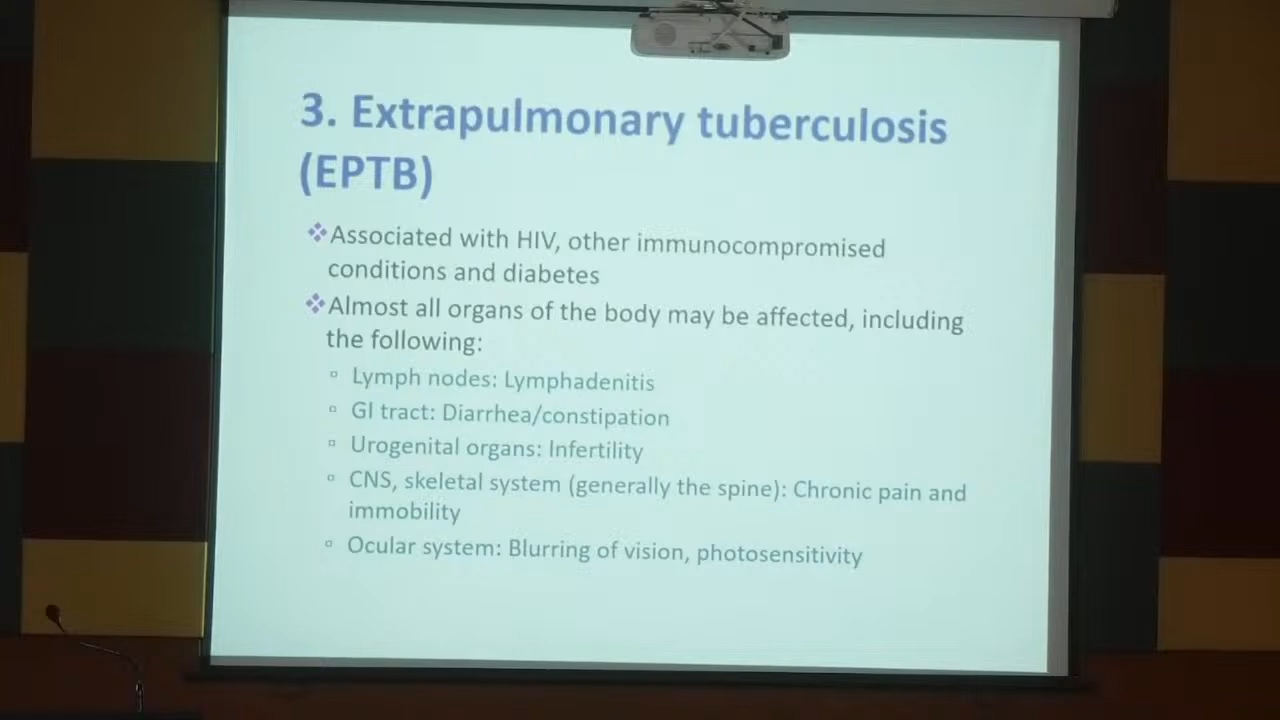 3. Extrapulmonary tuberculosis
(EPTB)
❖Associated with HIV, other immunocompromised
conditions and diabetes
❖Almost all organs of the body may be affected, including
the following:
▫ Lymph nodes: Lymphadenitis
▫ GI tract: Diarrhea/constipation
▫ Urogenital organs: Infertility
▫ CNS, skeletal system (generally the spine): Chronic pain and
immobility
▫ Ocular system: Blurring of vision, photosensitivity